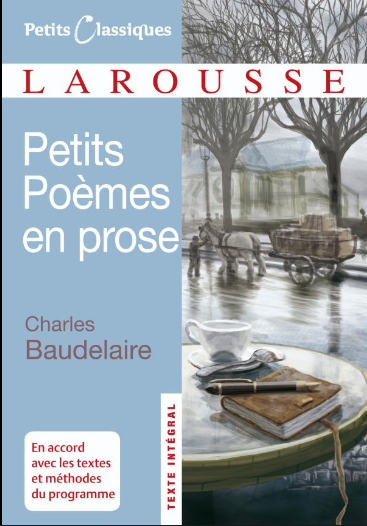 Petits Classiques
LAROUSSE
Petits
Poèmes
en prose
Charles
Baudelaire
En accord
avec les textes
et méthodes
du programme
TEXTE INTÉGRAL